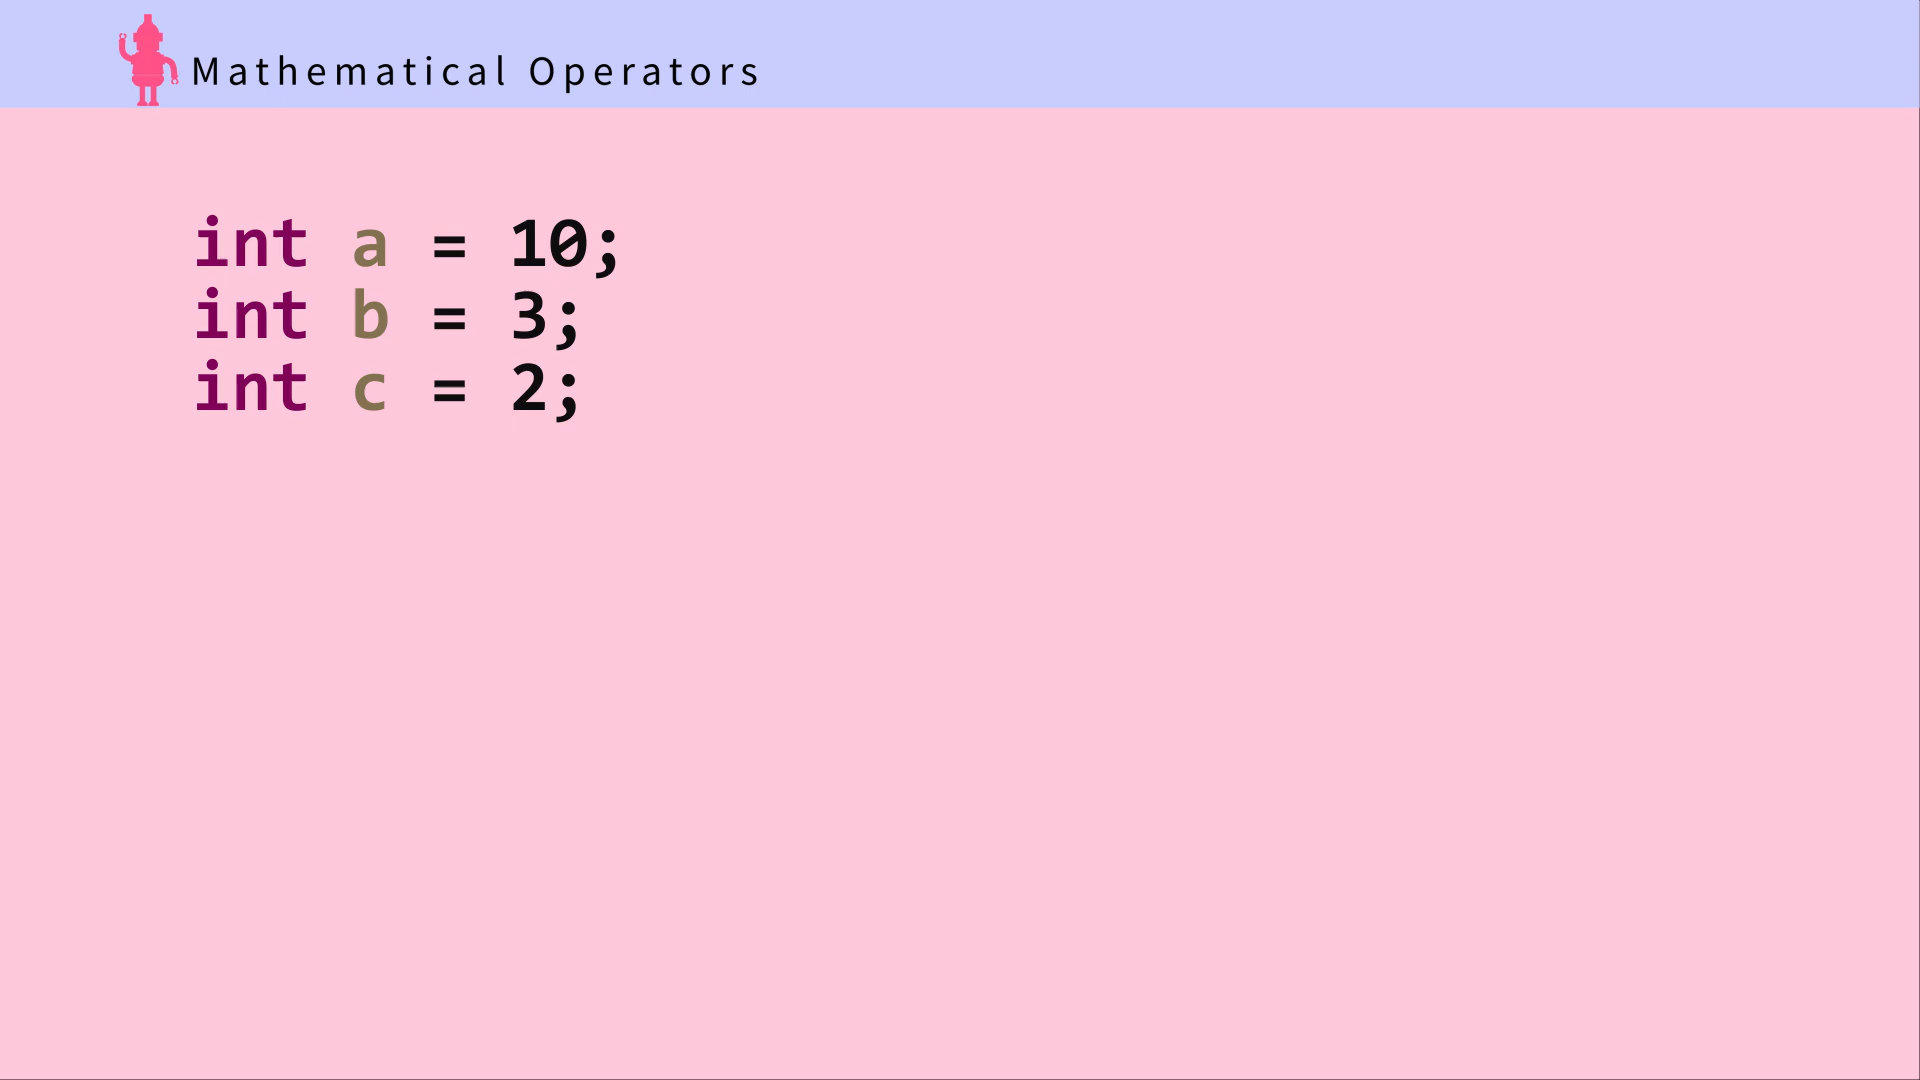 Mathematical Operators
int a = 10;
int b = 3;
int c = 2;